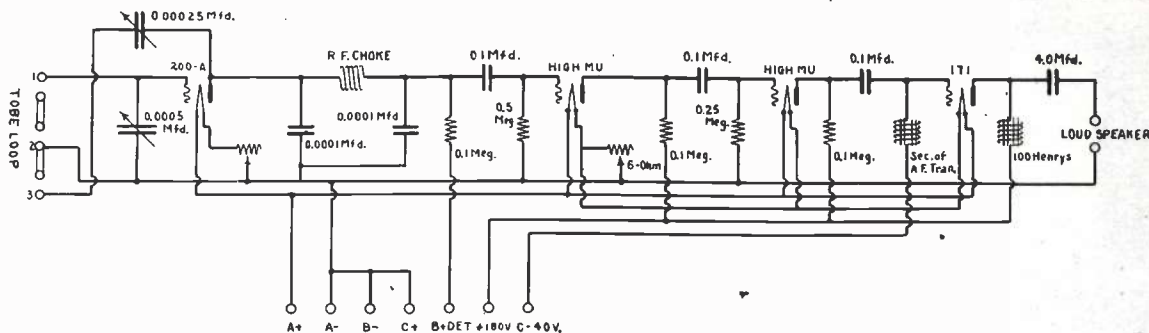 0.00025 Mfd.
200-A
R.F. CHOKE
0.1 Mfd.
HIGH MU
0.1 Mfd.
HIGH MU
0.1 Mfd.
171
4.0 Mfd.
1
TO BE LOOP
2
3
0.0005
Mfd.
0.0001 Mfd.
0.0001 Mfd.
0.1 Meg.
0.5
Meg
6-Ohm
0.1 Meg.
0.25
Meg.
0.1 Meg.
Sec. of
A.F. Tran.
100 Henrys
LOUD SPEAKER
A+
A-
B-
C+
B+DET
+180V
C-40V.